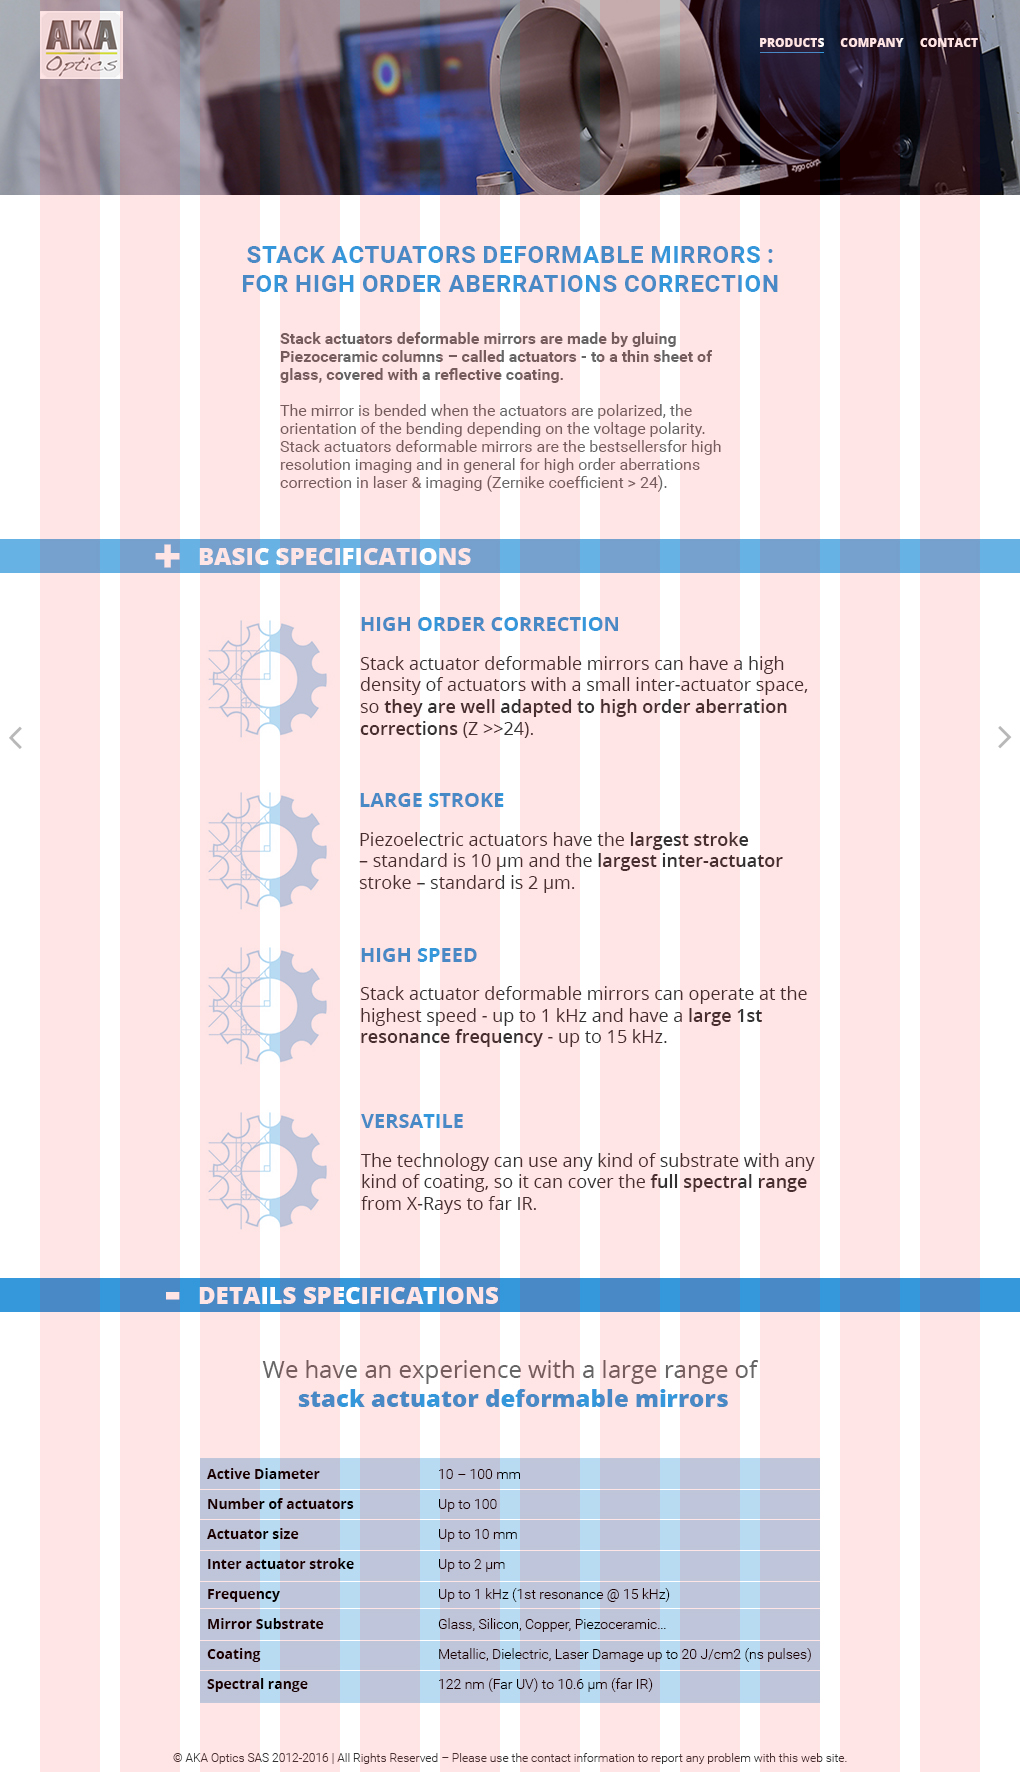 AKA
Optics
PRODUCTS COMPANY CONTACT
zygo corp.
STACK ACTUATORS DEFORMABLE MIRRORS :
FOR HIGH ORDER ABERRATIONS CORRECTION
Stack actuators deformable mirrors are made by gluing
Piezoceramic columns – called actuators - to a thin sheet of
glass, covered with a reflective coating.
The mirror is bended when the actuators are polarized, the
orientation of the bending depending on the voltage polarity.
Stack actuators deformable mirrors are the bestsellersfor high
resolution imaging and in general for high order aberrations
correction in laser & imaging (Zernike coefficient > 24).
+ BASIC SPECIFICATIONS
HIGH ORDER CORRECTION
Stack actuator deformable mirrors can have a high
density of actuators with a small inter-actuator space,
so they are well adapted to high order aberration
corrections (Z >>24).
LARGE STROKE
Piezoelectric actuators have the largest stroke
– standard is 10 µm and the largest inter-actuator
stroke – standard is 2 µm.
HIGH SPEED
Stack actuator deformable mirrors can operate at the
highest speed - up to 1 kHz and have a large 1st
resonance frequency - up to 15 kHz.
VERSATILE
The technology can use any kind of substrate with any
kind of coating, so it can cover the full spectral range
from X-Rays to far IR.
- DETAILS SPECIFICATIONS
We have an experience with a large range of
stack actuator deformable mirrors
Active Diameter 10 – 100 mm
Number of actuators Up to 100
Actuator size Up to 10 mm
Inter actuator stroke Up to 2 µm
Frequency Up to 1 kHz (1st resonance @ 15 kHz)
Mirror Substrate Glass, Silicon, Copper, Piezoceramic...
Coating Metallic, Dielectric, Laser Damage up to 20 J/cm2 (ns pulses)
Spectral range 122 nm (Far UV) to 10.6 µm (far IR)
© AKA Optics SAS 2012-2016 | All Rights Reserved – Please use the contact information to report any problem with this web site.